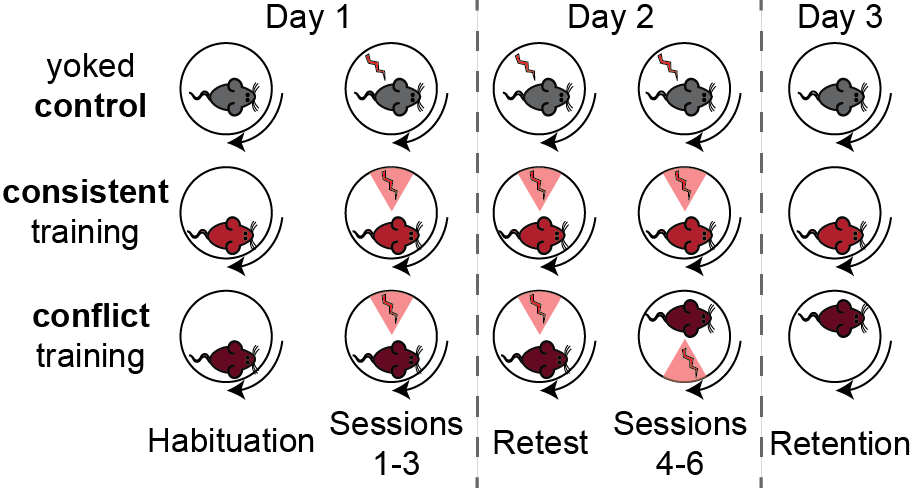 Day 1
Day 2
Day 3
yoked
control
consistent
training
conflict
training
Habituation
Sessions
1-3
Retest
Sessions
4-6
Retention